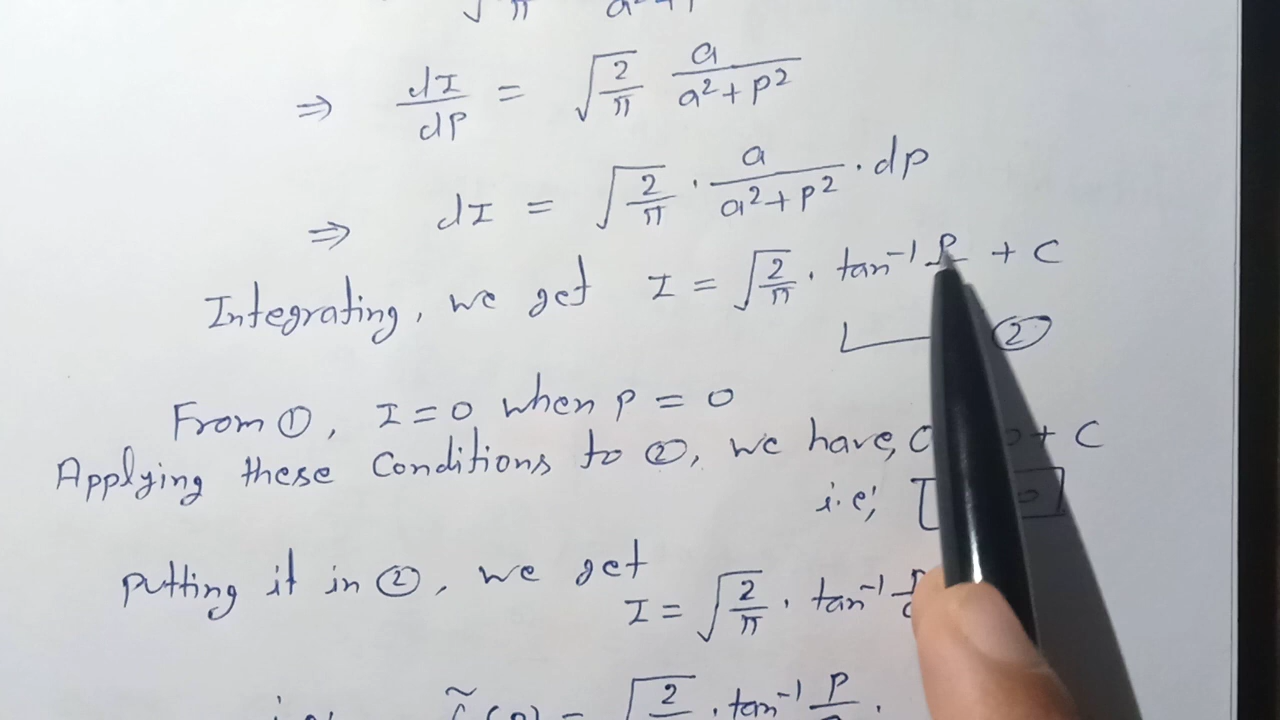 ⇒ dI/dP = √(2/π) a/(a²+p²)
⇒ dI = √(2/π) · a/(a²+p²) · dp
Integrating, we get I = √(2/π) · tan⁻¹ P + C
②
From ①, I = 0 when P = 0
Applying these Conditions to ②, we have, + C
i.e;
putting it in ②, we get
I = √(2/π) · tan⁻¹
· tan⁻¹ P